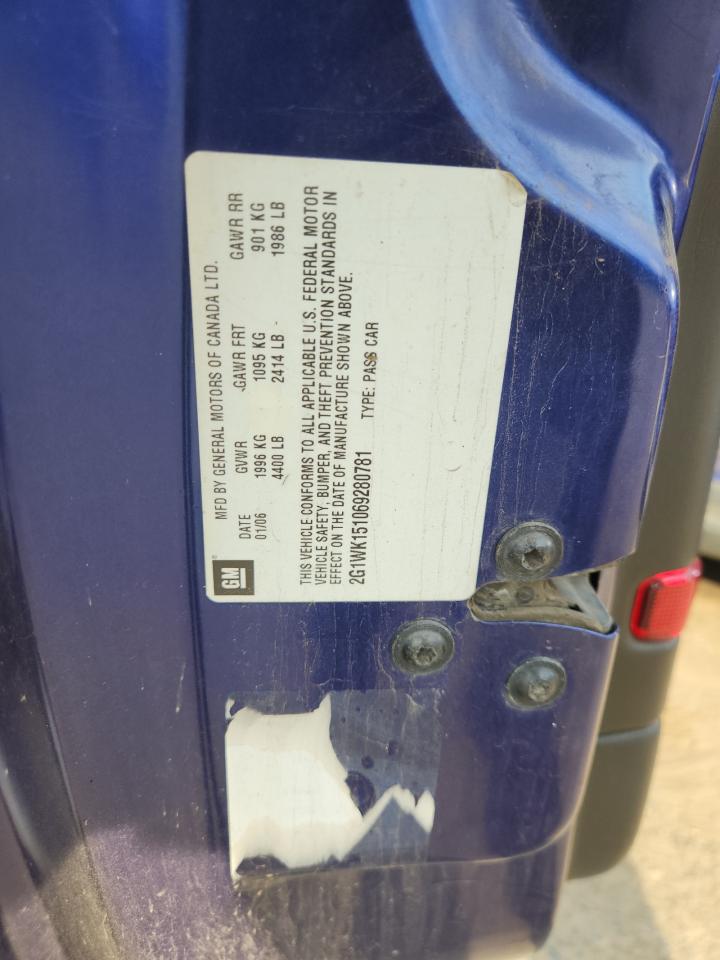 MFD BY GENERAL MOTORS OF CANADA LTD.
DATE GVWR GAWR FRT GAWR RR
01/06 1996 KG 1095 KG 901 KG
4400 LB 2414 LB 1986 LB
THIS VEHICLE CONFORMS TO ALL APPLICABLE U.S. FEDERAL MOTOR
VEHICLE SAFETY, BUMPER, AND THEFT PREVENTION STANDARDS IN
EFFECT ON THE DATE OF MANUFACTURE SHOWN ABOVE.
2G1WK151069280781 TYPE: PASS CAR
GM